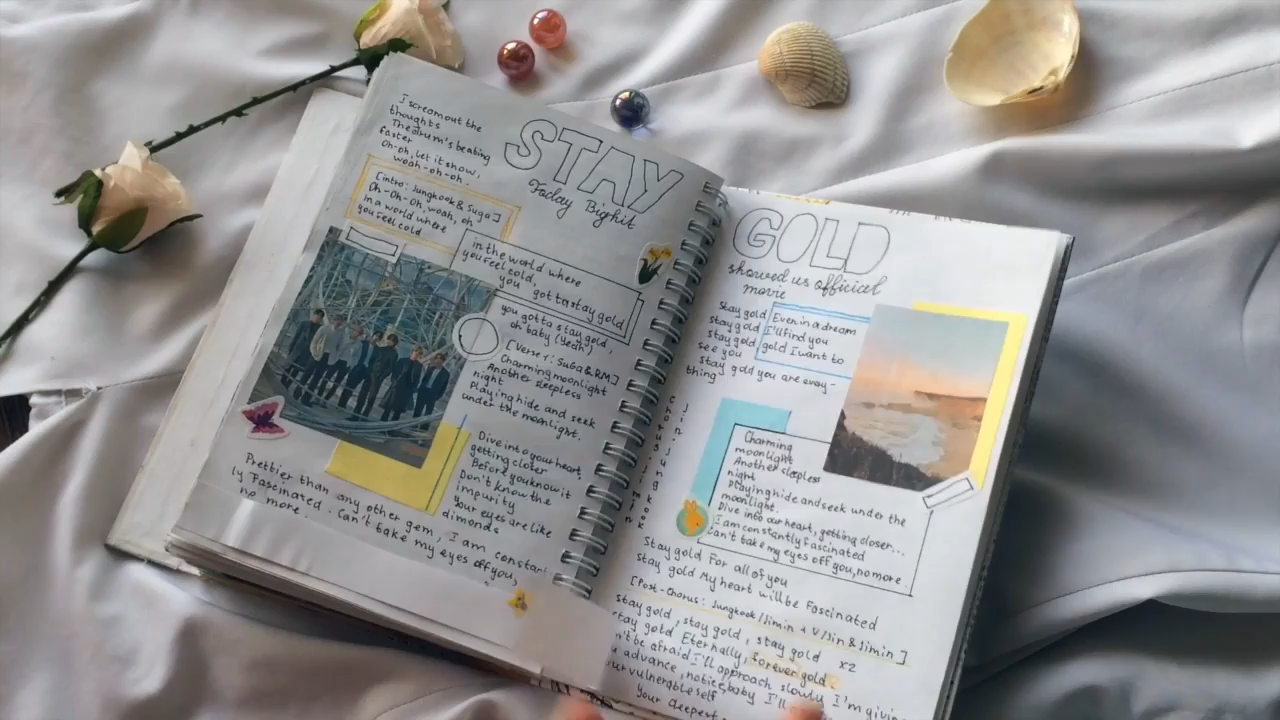 I scream out the
thoughts
The drum's beating
faster
Oh-oh, let it show,
woah-oh-oh.
STAY
Today Bighit
[intro: Jungkook & Suga]
Oh-Oh-Oh, woah, oh
In a world where
you feel cold
in the world where
you feel cold,
you gotta stay gold
you gotta stay gold,
oh baby (Yeah)
[Verse 1: Suga & RM]
Charming moonlight
Another sleepless
night
playing hide and seek
under the moonlight.
Dive into your heart,
getting closer
Before you know it
Don't know the
impurity
Your eyes are like
dimonds
Prettier than any other gem, I am constan
ly Fascinated. Can't take my eyes off you,
no more.
GOLD
showed us officiel
movie
stay gold
stay gold
stay gold
see you
stay gold you are evay-
thing
Even in a dream
I'll find you
gold I want to
Charming
moonlight
Another sleepless
night
Playing hide and seek under the
moonlight.
Dive into our heart, getting closer...
I am constantly fascinated
can't take my eyes off you, no more.
Stay gold For all of you
stay gold My heart will be Fascinated
[Post-Chorus: Jungkook/Jimin + V/Jin & Jimin]
stay gold, stay gold, stay gold x2
stay gold Eternally, forever gold.
n't be afraid I'll approach slowly I'm givin
u advance, notice, baby I'll
ur vulnerable self
Your deepest